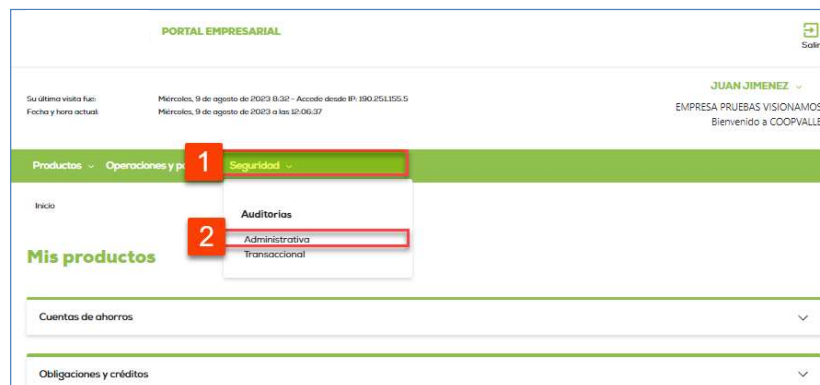 PORTAL EMPRESARIAL
Salir
JUAN JIMENEZ
Su última visita fue: Miércoles, 9 de agosto de 2023 8:32 - Accede desde IP: 190.251.155.5
Fecha y hora actual: Miércoles, 9 de agosto de 2023 a las 12:06:37
EMPRESA PRUEBAS VISIONAMOS
Bienvenido a COOPVALLE
Productos Operaciones y 1 Seguridad
Inicio
Auditorias
2 Administrativa
Transaccional
Mis productos
Cuentas de ahorros
Obligaciones y créditos